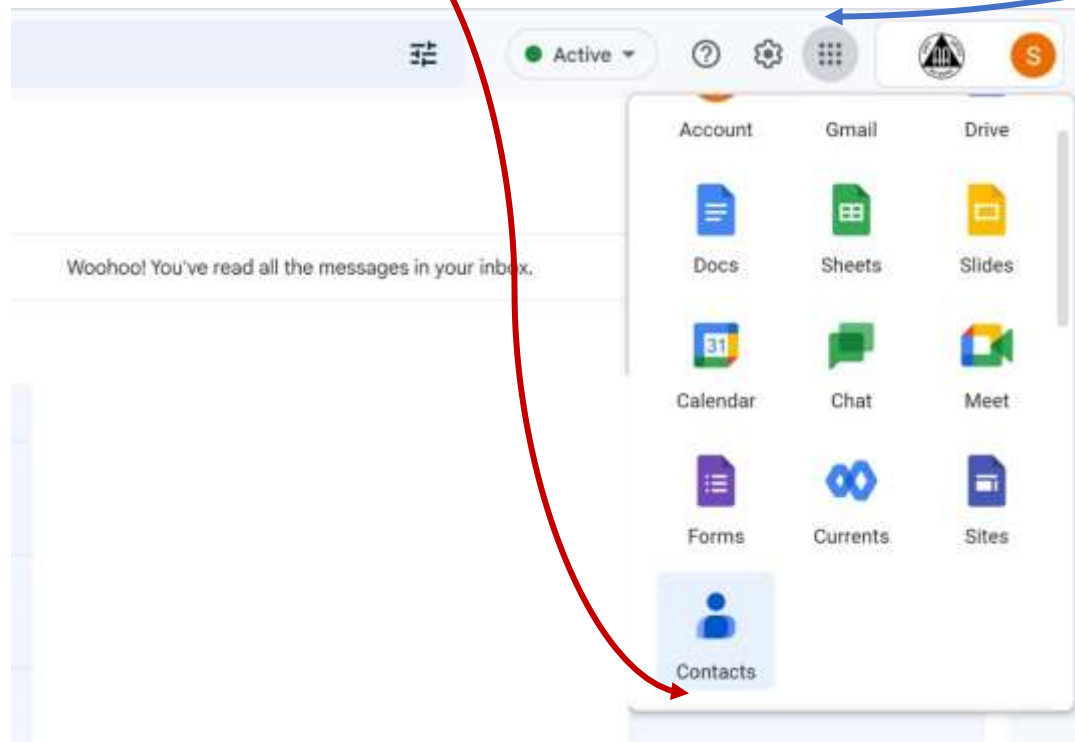 Active
S
Account Gmail Drive
Woohoo! You've read all the messages in your inbox.
Docs Sheets Slides
31
Calendar Chat Meet
Forms Currents Sites
Contacts